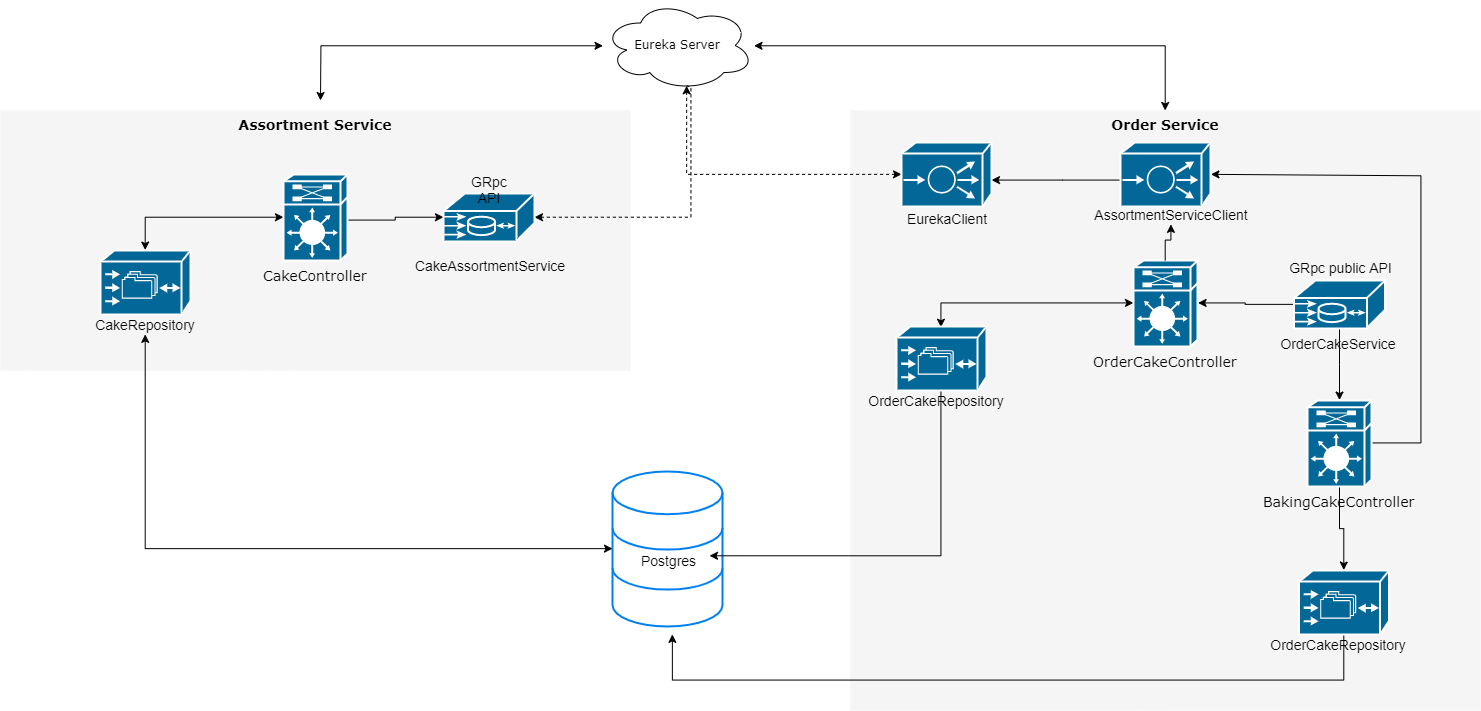 Eureka Server
Assortment Service
GRpc
API
CakeController
CakeAssortmentService
CakeRepository
Order Service
EurekaClient
AssortmentServiceClient
GRpc public API
OrderCakeService
OrderCakeController
OrderCakeRepository
BakingCakeController
Postgres
OrderCakeRepository